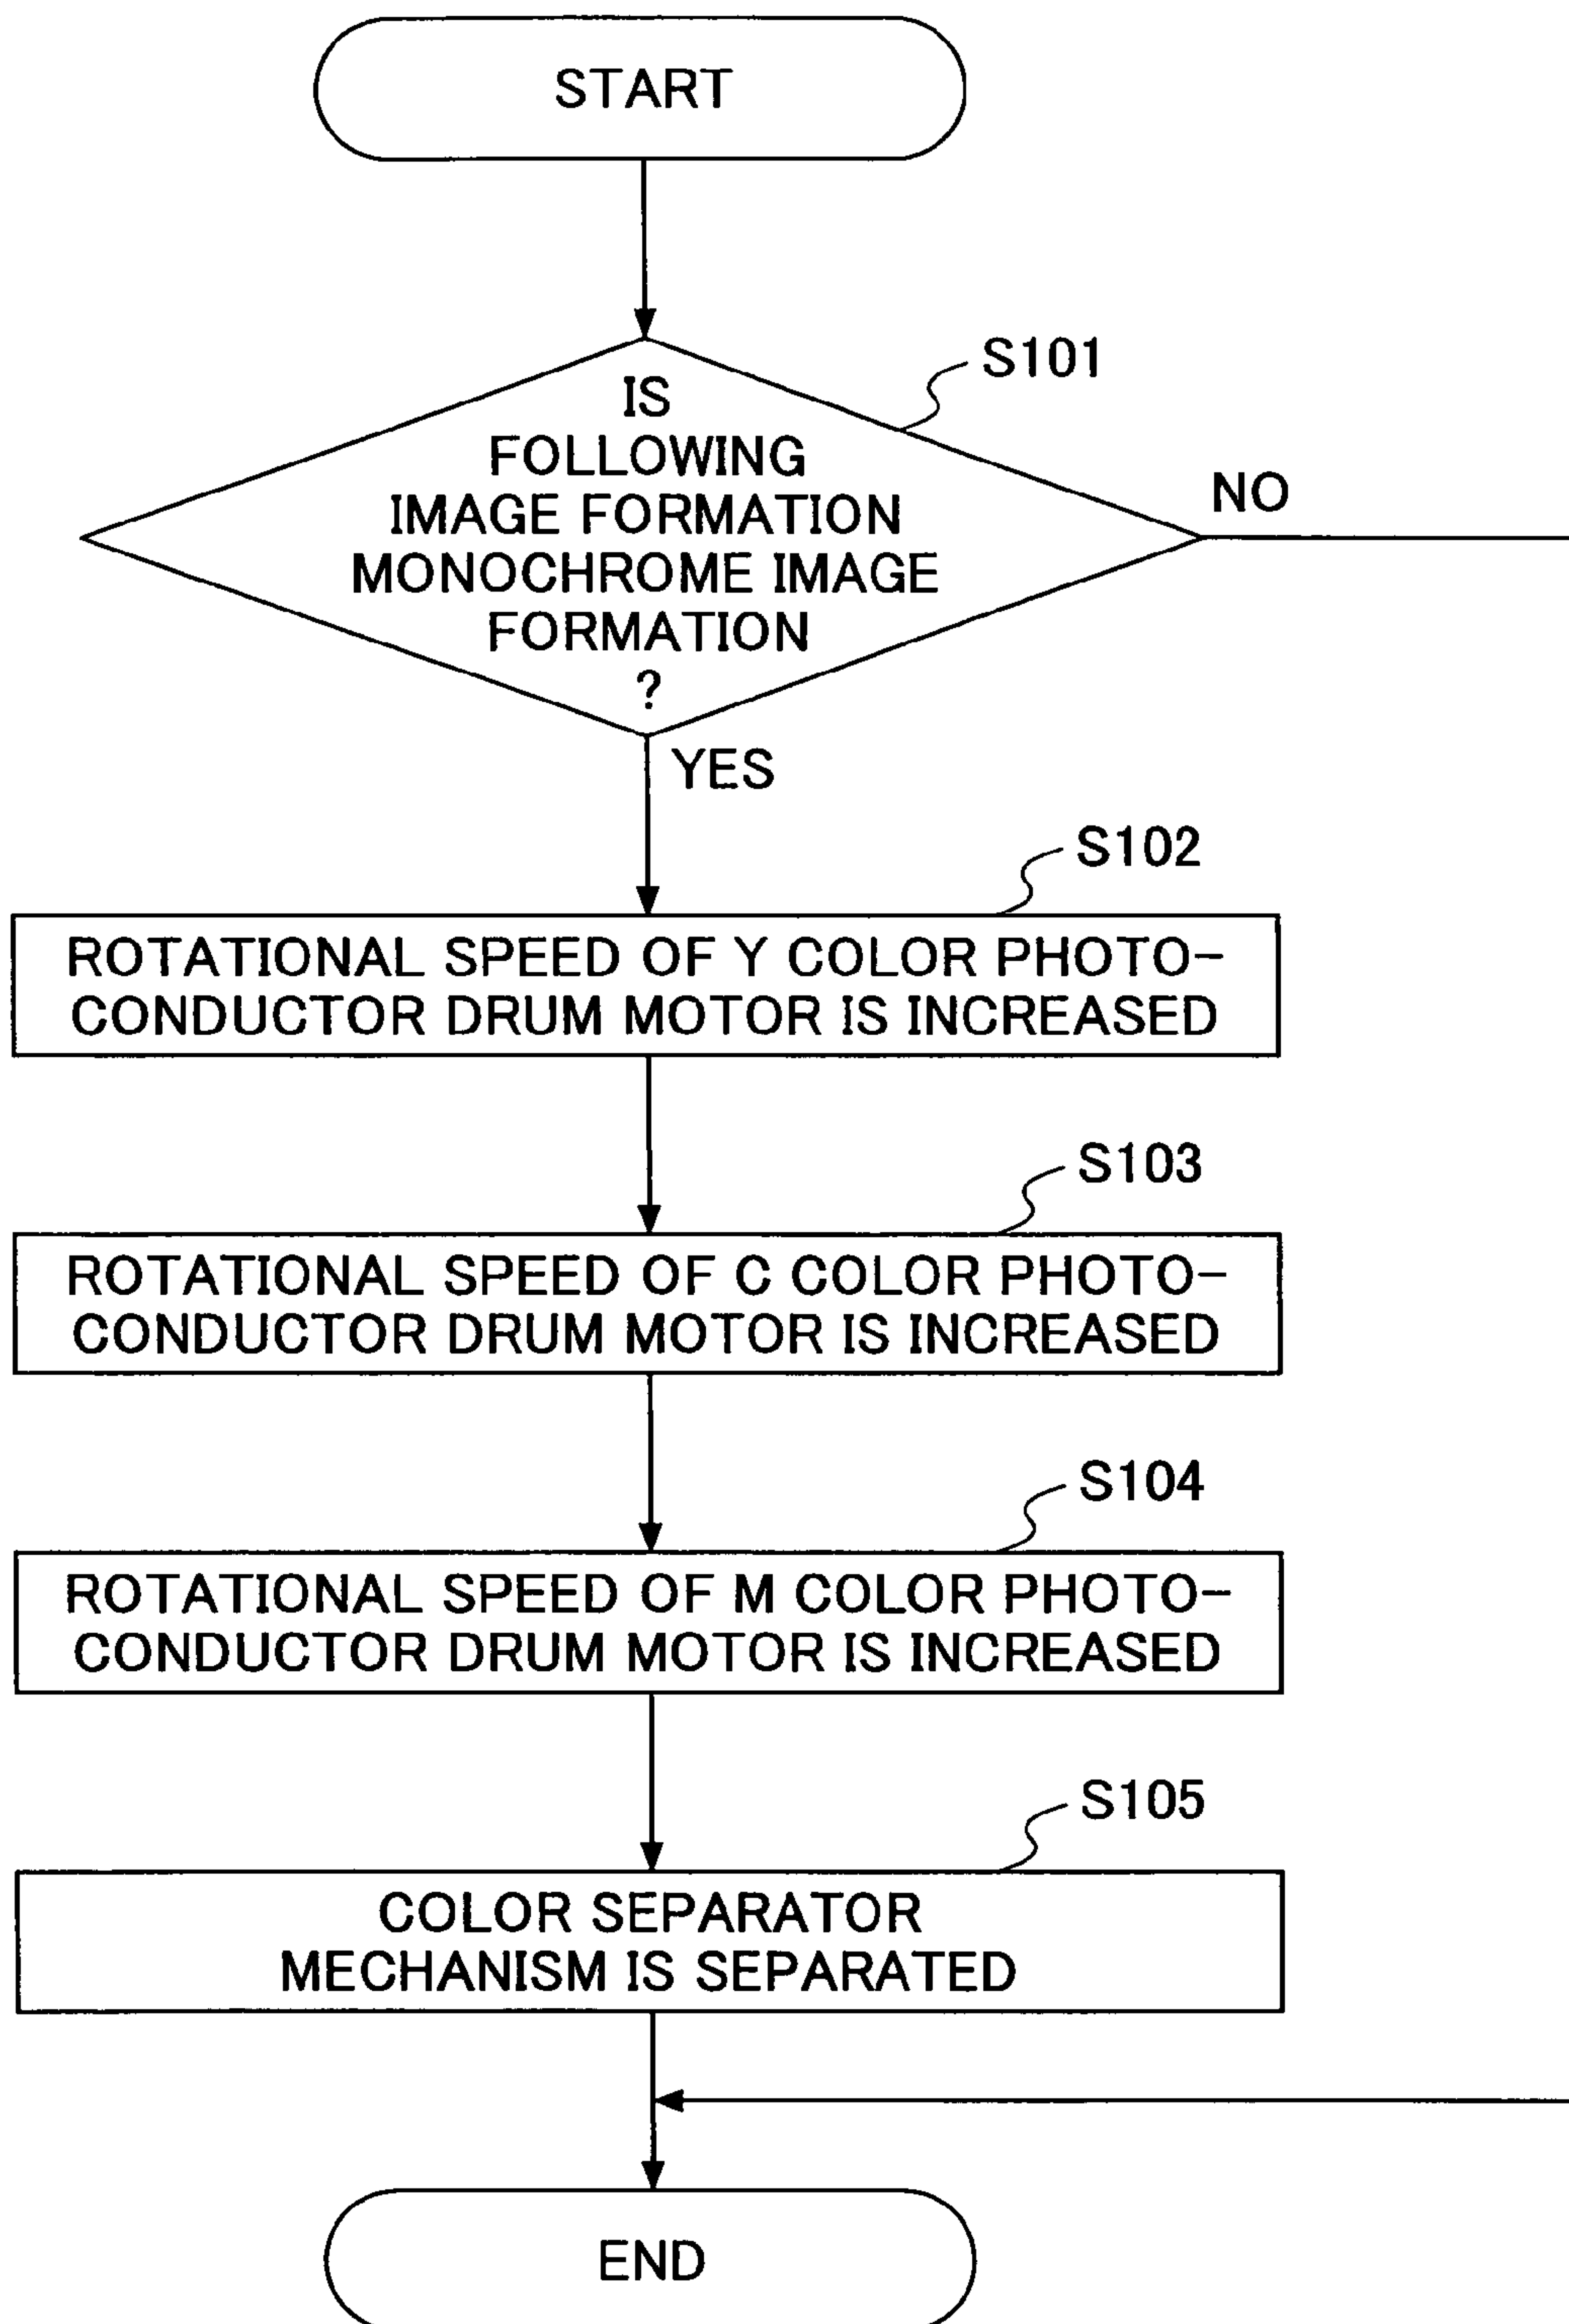 START
S101
IS
FOLLOWING
IMAGE FORMATION
MONOCHROME IMAGE
FORMATION
?
NO
YES
S102
ROTATIONAL SPEED OF Y COLOR PHOTO-
CONDUCTOR DRUM MOTOR IS INCREASED
S103
ROTATIONAL SPEED OF C COLOR PHOTO-
CONDUCTOR DRUM MOTOR IS INCREASED
S104
ROTATIONAL SPEED OF M COLOR PHOTO-
CONDUCTOR DRUM MOTOR IS INCREASED
S105
COLOR SEPARATOR
MECHANISM IS SEPARATED
END